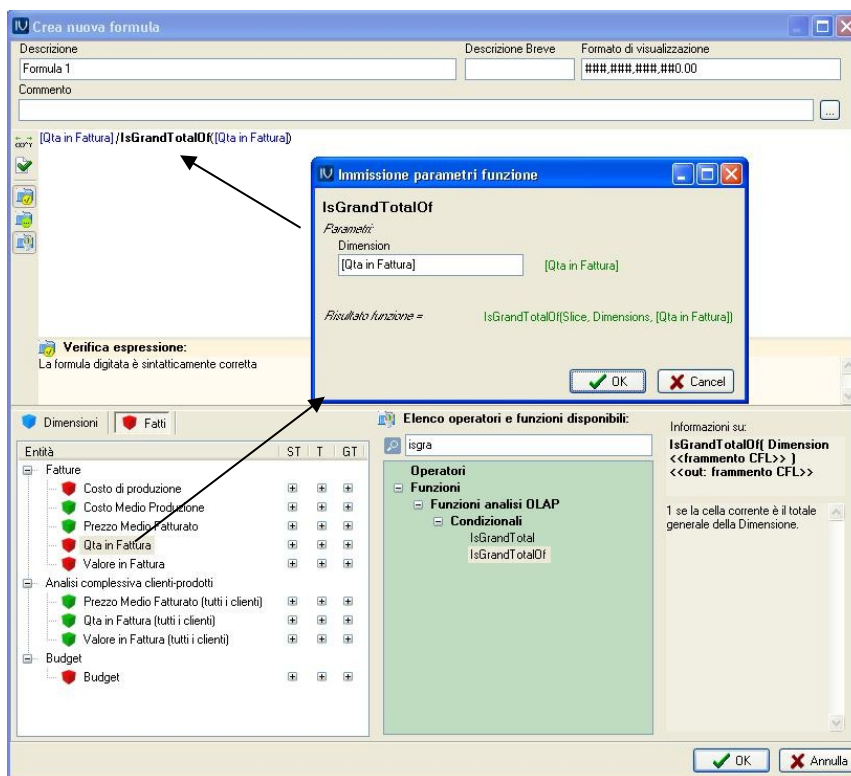 Crea nuova formula
Descrizione Descrizione Breve Formato di visualizzazione
Formula 1 ###,###,###,##0.00
Commento
...
[Qta in Fattura]/IsGrandTotalOf([Qta in Fattura])
Immissione parametri funzione
IsGrandTotalOf
Parametri:
Dimension
[Qta in Fattura] [Qta in Fattura]
Risultato funzione = IsGrandTotalOf(Slice, Dimensions, [Qta in Fattura])
OK Cancel
Verifica espressione:
La formula digitata è sintatticamente corretta
Dimensioni Fatti
Entità ST T GT
Fatture
Costo di produzione
Costo Medio Produzione
Prezzo Medio Fatturato
Qta in Fattura
Valore in Fattura
Analisi complessiva clienti-prodotti
Prezzo Medio Fatturato (tutti i clienti)
Qta in Fattura (tutti i clienti)
Valore in Fattura (tutti i clienti)
Budget
Budget
Elenco operatori e funzioni disponibili:
isgra
Operatori
Funzioni
Funzioni analisi OLAP
Condizionali
IsGrandTotal
IsGrandTotalOf
Informazioni su:
IsGrandTotalOf( Dimension
<<frammento CFL>> )
<<out: frammento CFL>>
1 se la cella corrente è il totale
generale della Dimensione.
OK Annulla